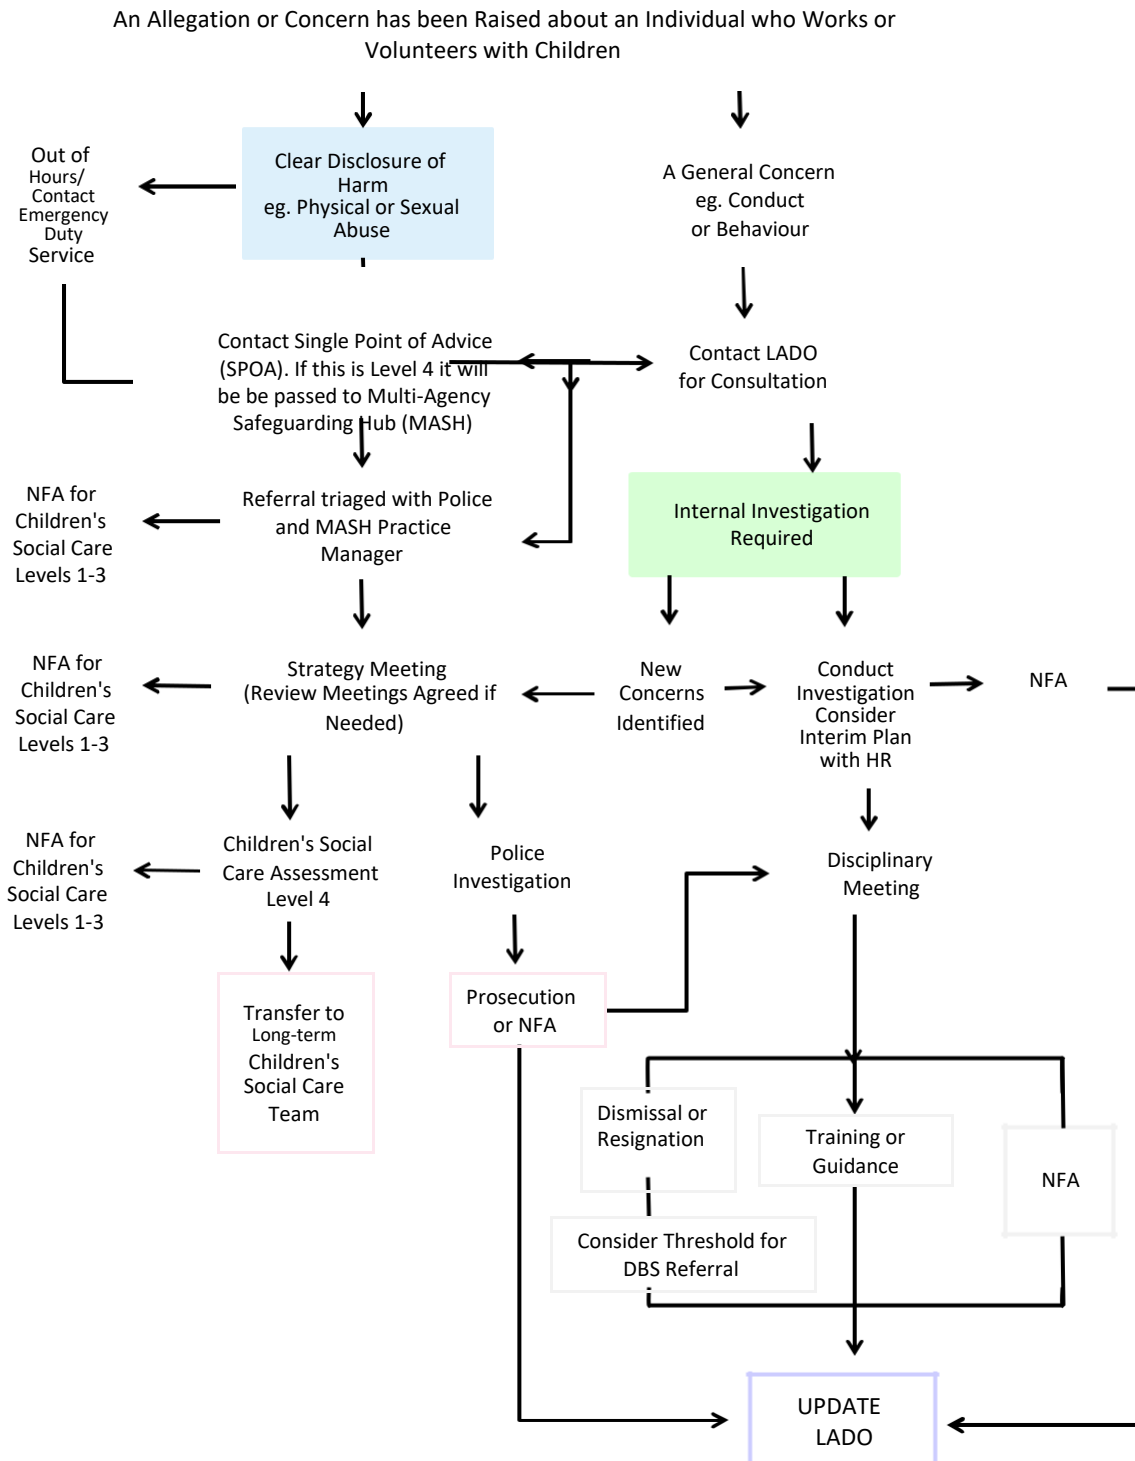 An Allegation or Concern has been Raised about an Individual who Works or
Volunteers with Children
Out of
Hours/
Contact
Emergency
Duty
Service
Clear Disclosure of
Harm
eg. Physical or Sexual
Abuse
A General Concern
eg. Conduct
or Behaviour
Contact Single Point of Advice
(SPOA). If this is Level 4 it will
be be passed to Multi-Agency
Safeguarding Hub (MASH)
Contact LADO
for Consultation
NFA for
Children's
Social Care
Levels 1-3
Referral triaged with Police
and MASH Practice
Manager
Internal Investigation
Required
NFA for
Children's
Social Care
Levels 1-3
Strategy Meeting
(Review Meetings Agreed if
Needed)
New
Concerns
Identified
Conduct
Investigation
Consider
Interim Plan
with HR
NFA
NFA for
Children's
Social Care
Levels 1-3
Children's Social
Care Assessment
Level 4
Police
Investigation
Disciplinary
Meeting
Transfer to
Long-term
Children's
Social Care
Team
Prosecution
or NFA
Dismissal or
Resignation
Training or
Guidance
NFA
Consider Threshold for
DBS Referral
UPDATE
LADO